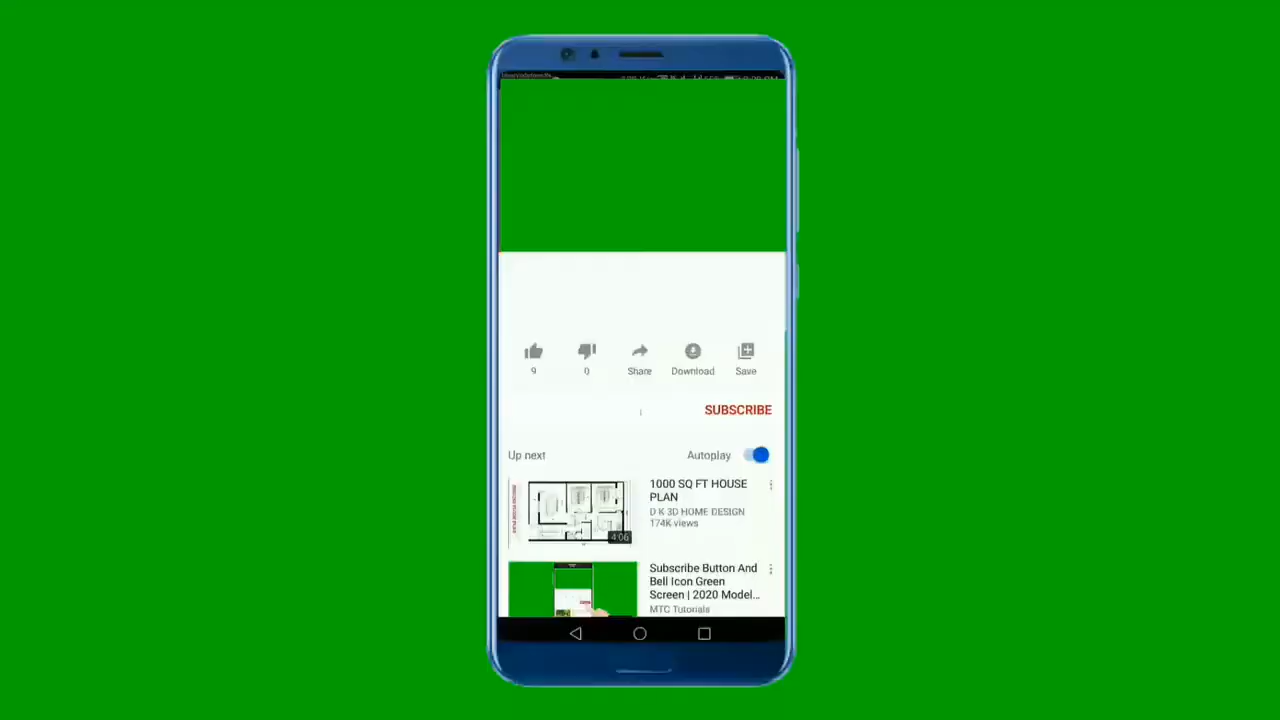 9
0
Share
Download
Save
SUBSCRIBE
Up next
Autoplay
1000 SQ FT HOUSE
PLAN
D K 3D HOME DESIGN
174K views
4:06
Subscribe Button And
Bell Icon Green
Screen | 2020 Model...
MTC Tutorials